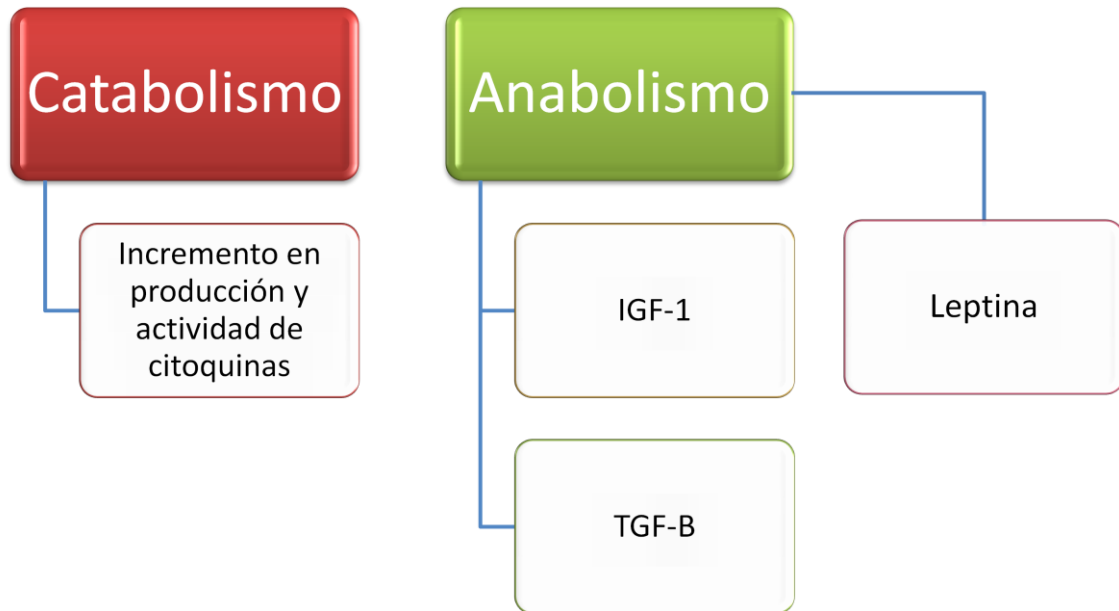 Catabolismo
Incremento en
producción y
actividad de
citoquinas
Anabolismo
IGF-1
TGF-B
Leptina